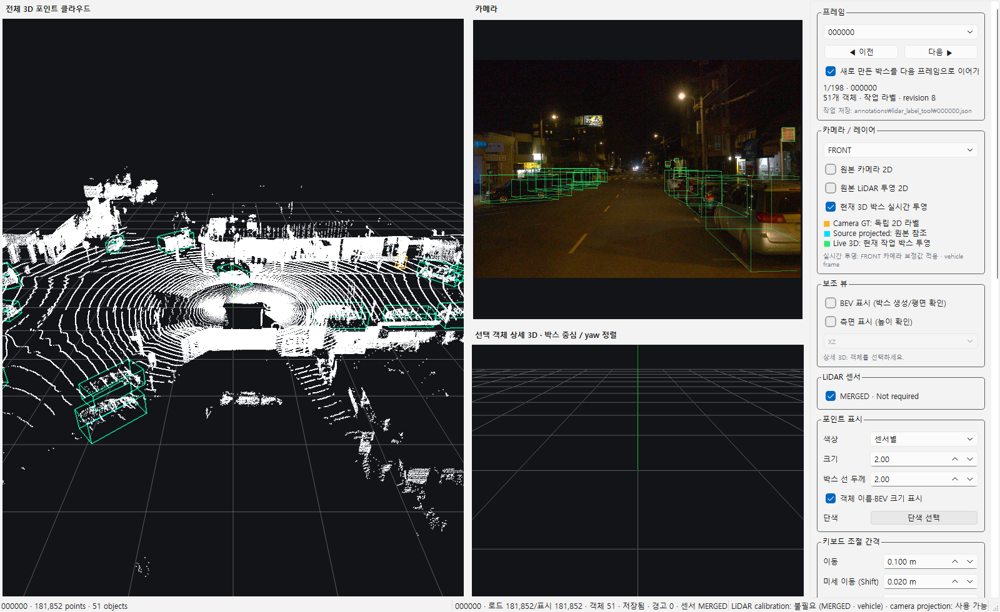 전체 3D 포인트 클라우드
카메라
선택 객체 상세 3D · 박스 중심 / yaw 정렬
프레임
000000
◀ 이전
다음 ▶
새로 만든 박스를 다음 프레임으로 이어가
1/198 · 000000
51개 객체 · 작업 라벨 · revision 8
작업 저장: annotations₩lidar_label_tool₩000000.json
카메라 / 레이어
FRONT
원본 카메라 2D
원본 LiDAR 투영 2D
현재 3D 박스 실시간 투영
Camera GT: 독립 2D 라벨
Source projected: 원본 참조
Live 3D: 현재 작업 박스 투영
실시간 투영: FRONT 카메라 보정값 적용 · vehicle
frame
보조 뷰
BEV 표시 (박스 생성/평면 확인)
측면 표시 (높이 확인)
xz
상세 3D: 객체를 선택하세요.
LiDAR 센서
MERGED · Not required
포인트 표시
색상
센서별
크기
2.00
박스 선 두께
2.00
객체 이름·BEV 크기 표시
단색
단색 선택
키보드 조절 간격
이동
0.100 m
미세 이동 (Shift)
0.020 m
000000 · 181,852 points · 51 objects
000000 · 로드 181,852/표시 181,852 · 객체 51 · 저장됨 · 경고 0 · 센서 MERGED
LiDAR calibration: 불필요 (MERGED · vehicle) · camera projection: 사용 가능